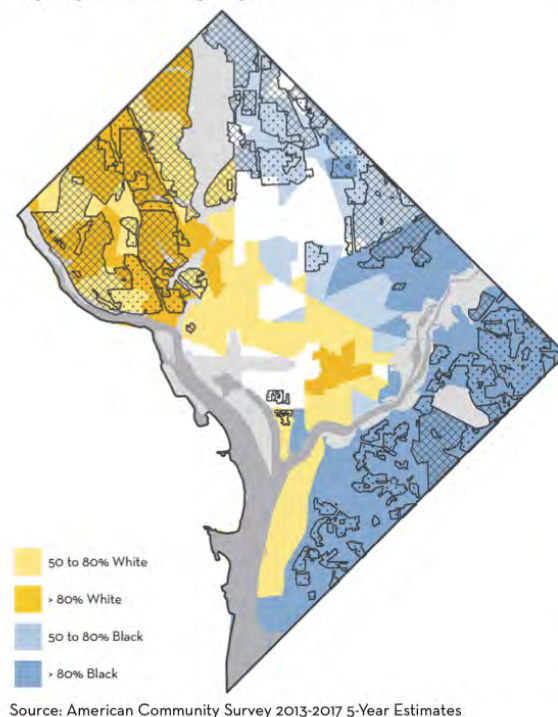 50 to 80% White
> 80% White
50 to 80% Black
> 80% Black
Source: American Community Survey 2013-2017 5-Year Estimates